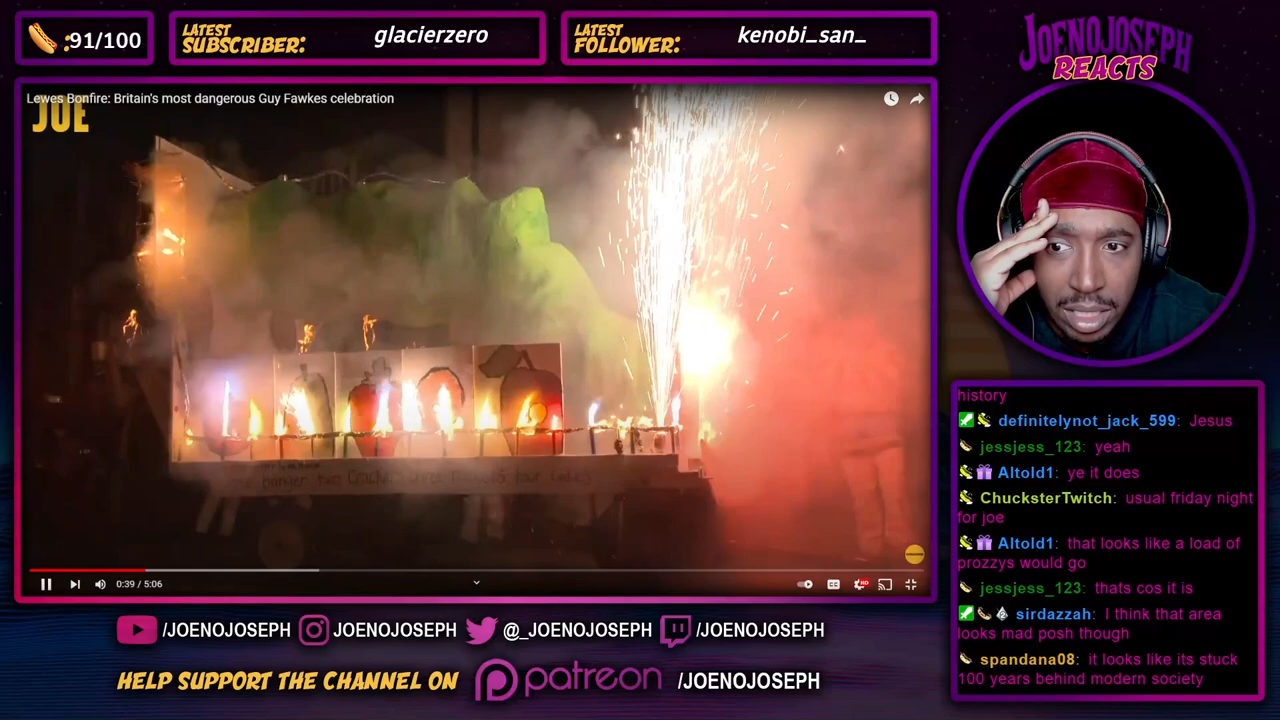 :91/100
LATEST
SUBSCRIBER:
glacierzero
LATEST
FOLLOWER:
kenobi_san_
JOENOJOSEPH
REACTS
Lewes Bonfire: Britain's most dangerous Guy Fawkes celebration
JOE
0:39 / 5:06
CC
HD
history
definitelynot_jack_599: Jesus
jessjess_123: yeah
Altold1: ye it does
ChucksterTwitch: usual friday night
for joe
Altold1: that looks like a load of
prozzys would go
jessjess_123: thats cos it is
sirdazzah: I think that area
looks mad posh though
spandana08: it looks like its stuck
100 years behind modern society
/JOENOJOSEPH
JOENOJOSEPH
@_JOENOJOSEPH
/JOENOJOSEPH
HELP SUPPORT THE CHANNEL ON
patreon
/JOENOJOSEPH